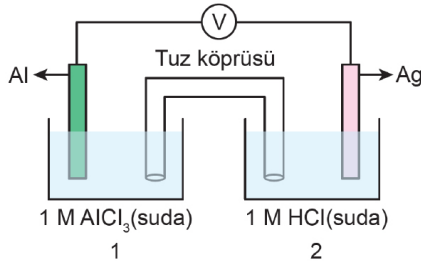 V
Tuz köprüsü
Al
Ag
1 M AlCl₃(suda)
1 M HCl(suda)
1
2